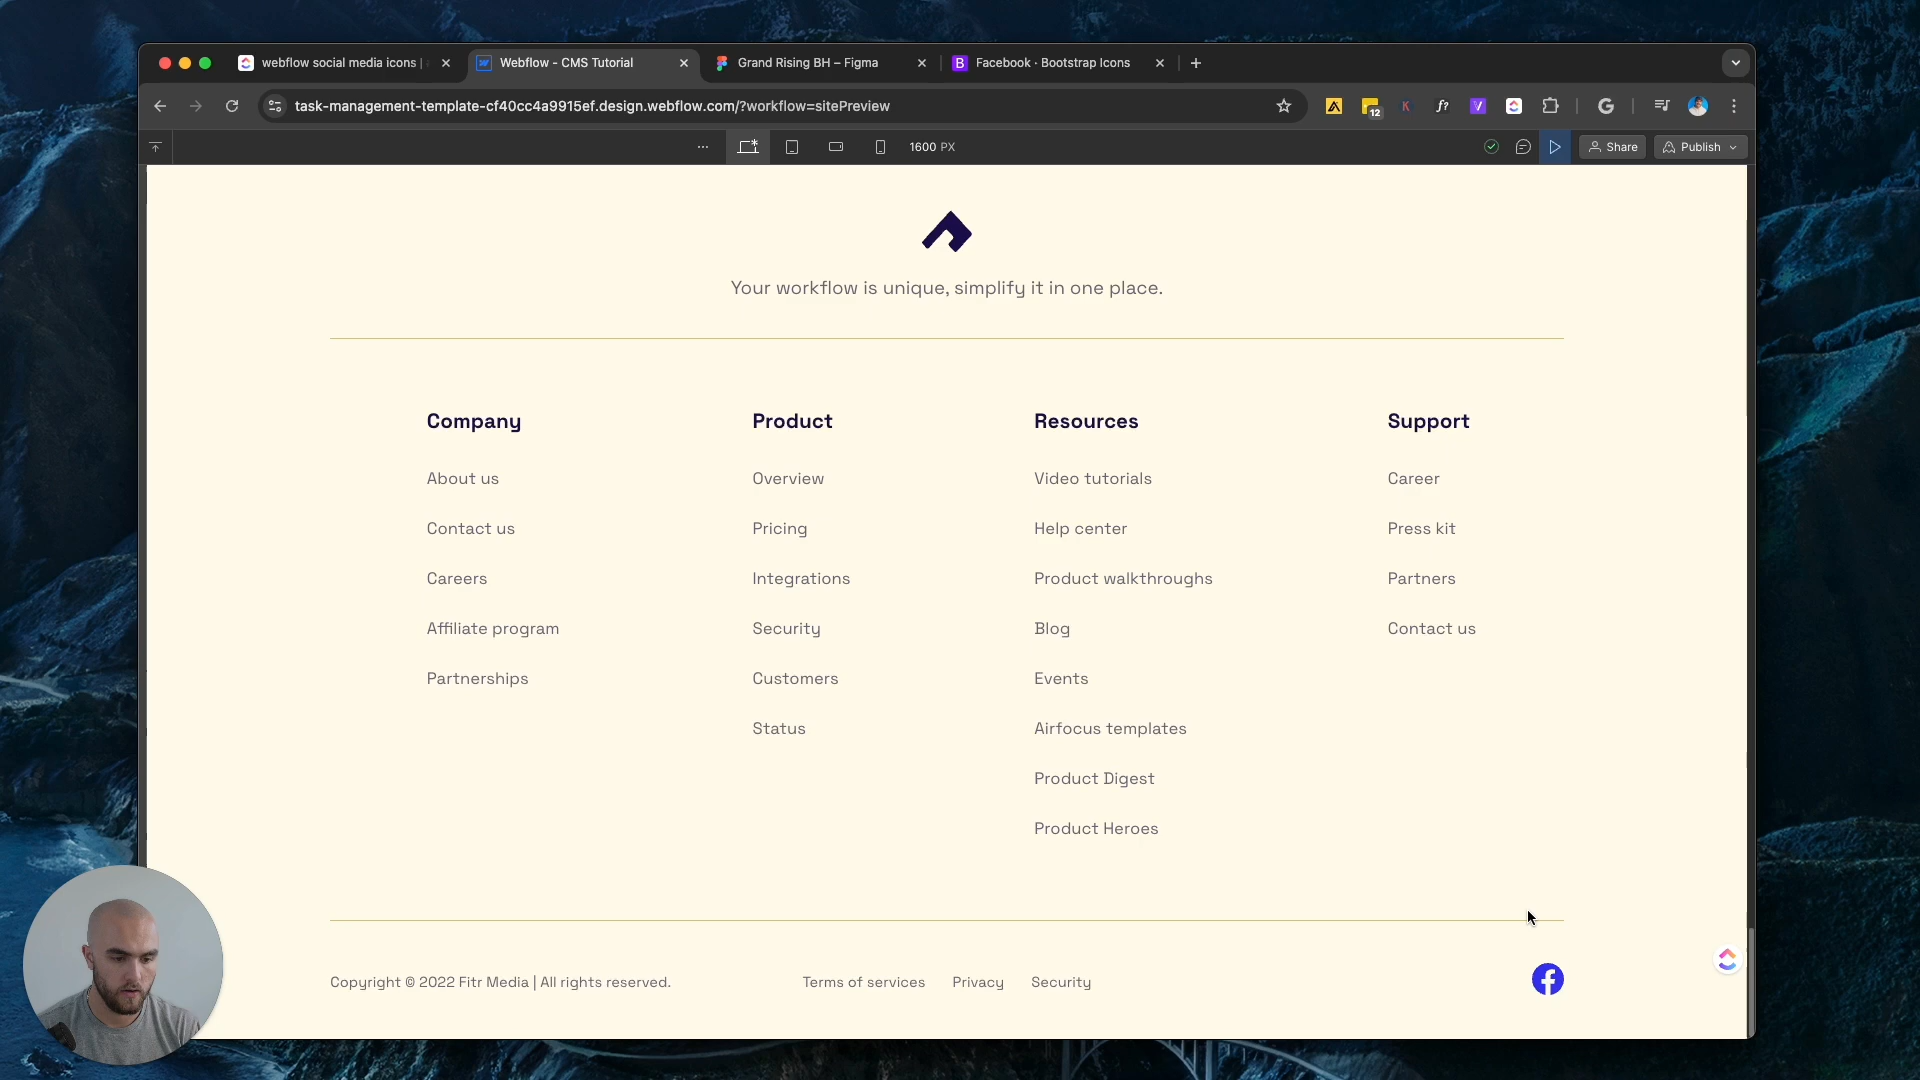 webflow social media icons |
Webflow - CMS Tutorial
Grand Rising BH – Figma
Facebook · Bootstrap Icons
task-management-template-cf40cc4a9915ef.design.webflow.com/?workflow=sitePreview
12
K
f?
V
G
1600 PX
Share
Publish
Your workflow is unique, simplify it in one place.
Company
Product
Resources
Support
About us
Overview
Video tutorials
Career
Contact us
Pricing
Help center
Press kit
Careers
Integrations
Product walkthroughs
Partners
Affiliate program
Security
Blog
Contact us
Partnerships
Customers
Events
Status
Airfocus templates
Product Digest
Product Heroes
Copyright © 2022 Fitr Media | All rights reserved.
Terms of services
Privacy
Security